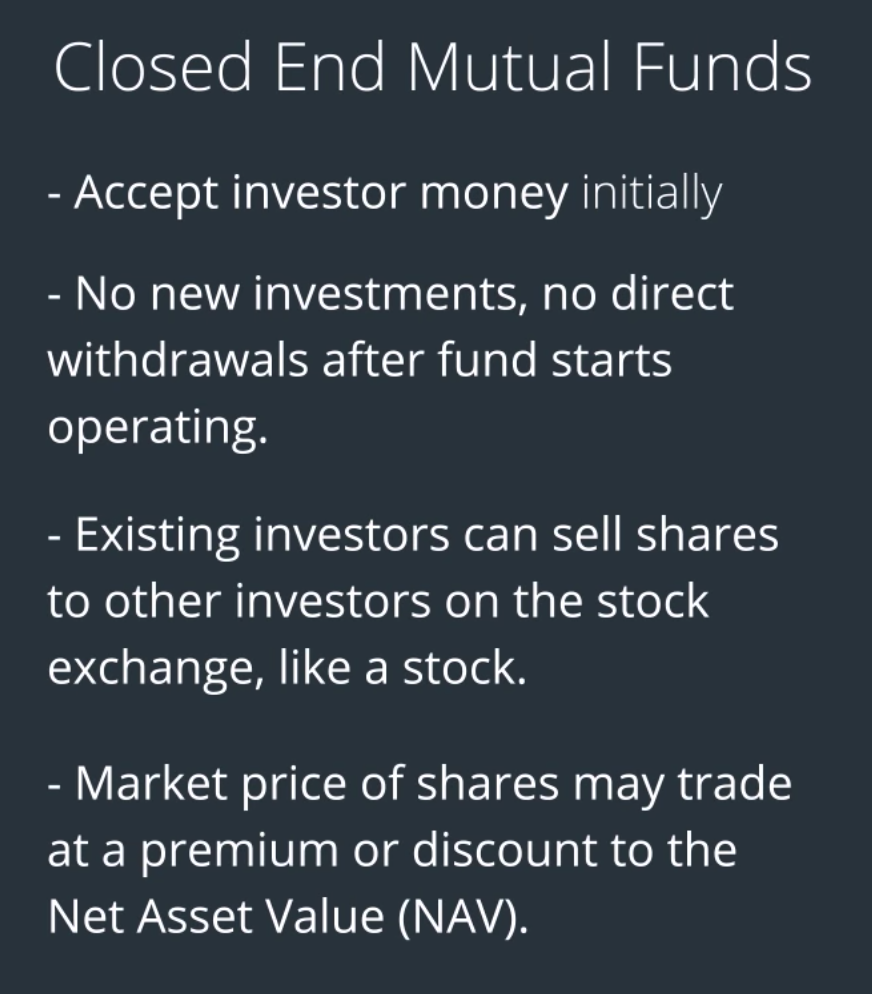 Closed End Mutual Funds
- Accept investor money initially
- No new investments, no direct
withdrawals after fund starts
operating.
- Existing investors can sell shares
to other investors on the stock
exchange, like a stock.
- Market price of shares may trade
at a premium or discount to the
Net Asset Value (NAV).